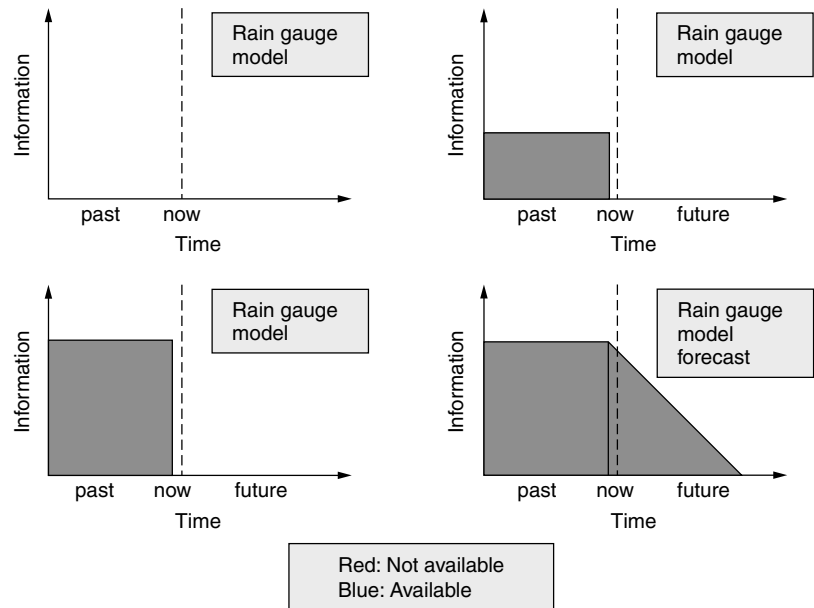 Information
Rain gauge
model
past now
Time
Information
Rain gauge
model
past now future
Time
Information
Rain gauge
model
past now future
Time
Information
Rain gauge
model
forecast
past now future
Time
Red: Not available
Blue: Available